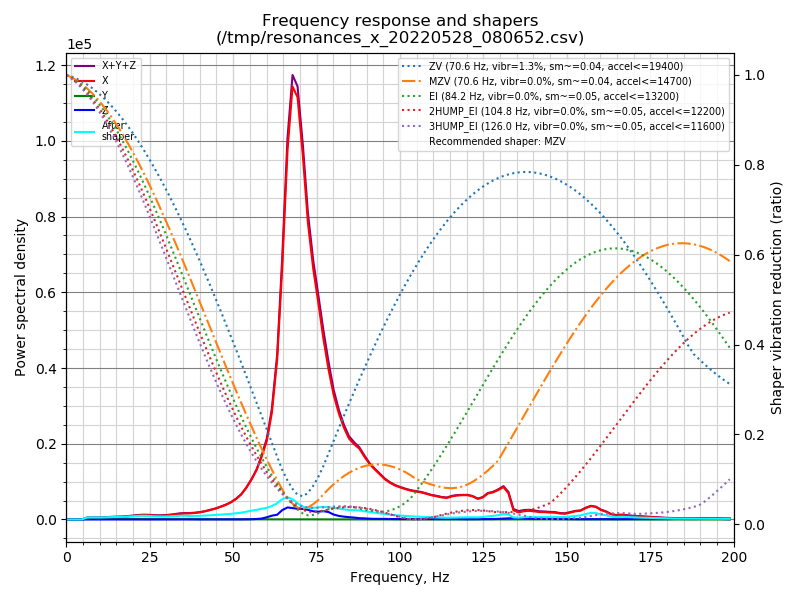 Frequency response and shapers
(/tmp/resonances_x_20220528_080652.csv)
1e5
X+Y+Z
X
Y
Z
After
shaper
ZV (70.6 Hz, vibr=1.3%, sm~=0.04, accel<=19400)
MZV (70.6 Hz, vibr=0.0%, sm~=0.04, accel<=14700)
EI (84.2 Hz, vibr=0.0%, sm~=0.05, accel<=13200)
2HUMP_EI (104.8 Hz, vibr=0.0%, sm~=0.05, accel<=12200)
3HUMP_EI (126.0 Hz, vibr=0.0%, sm~=0.05, accel<=11600)
Recommended shaper: MZV
Power spectral density
1.2
1.0
0.8
0.6
0.4
0.2
0.0
1.0
0.8
0.6
0.4
0.2
0.0
Shaper vibration reduction (ratio)
0 25 50 75 100 125 150 175 200
Frequency, Hz